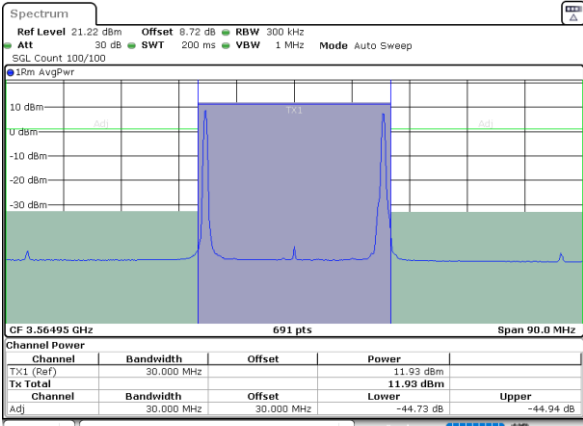 Spectrum
Ref Level 21.22 dBm Offset 8.72 dB RBW 300 kHz
Att 30 dB SWT 200 ms VBW 1 MHz Mode Auto Sweep
SGL Count 100/100
1Rm AvgPwr
10 dBm
TX1
Adj Adj
0 dBm
-10 dBm
-20 dBm
-30 dBm
CF 3.56495 GHz 691 pts Span 90.0 MHz
Channel Power
Channel Bandwidth Offset Power
TX1 (Ref) 30.000 MHz 11.93 dBm
Tx Total 11.93 dBm
Channel Bandwidth Offset Lower Upper
Adj 30.000 MHz 30.000 MHz -44.73 dB -44.94 dB